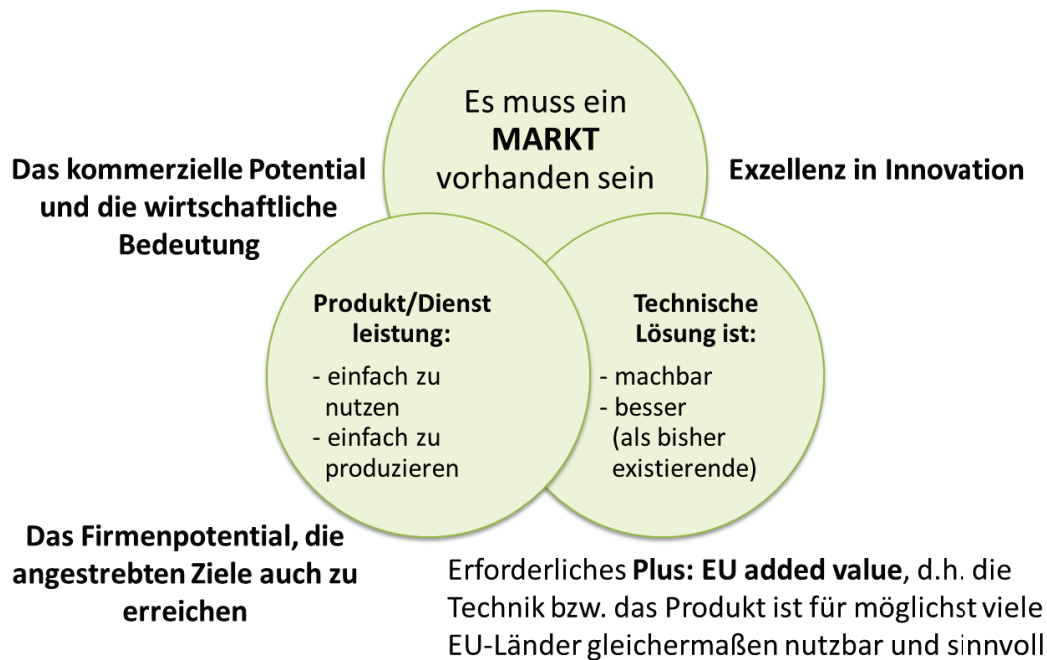 Es muss ein
MARKT
vorhanden sein
Das kommerzielle Potential
und die wirtschaftliche
Bedeutung
Exzellenz in Innovation
Produkt/Dienst
leistung:
- einfach zu
nutzen
- einfach zu
produzieren
Technische
Lösung ist:
- machbar
- besser
(als bisher
existierende)
Das Firmenpotential, die
angestrebten Ziele auch zu
erreichen
Erforderliches Plus: EU added value, d.h. die
Technik bzw. das Produkt ist für möglichst viele
EU-Länder gleichermaßen nutzbar und sinnvoll